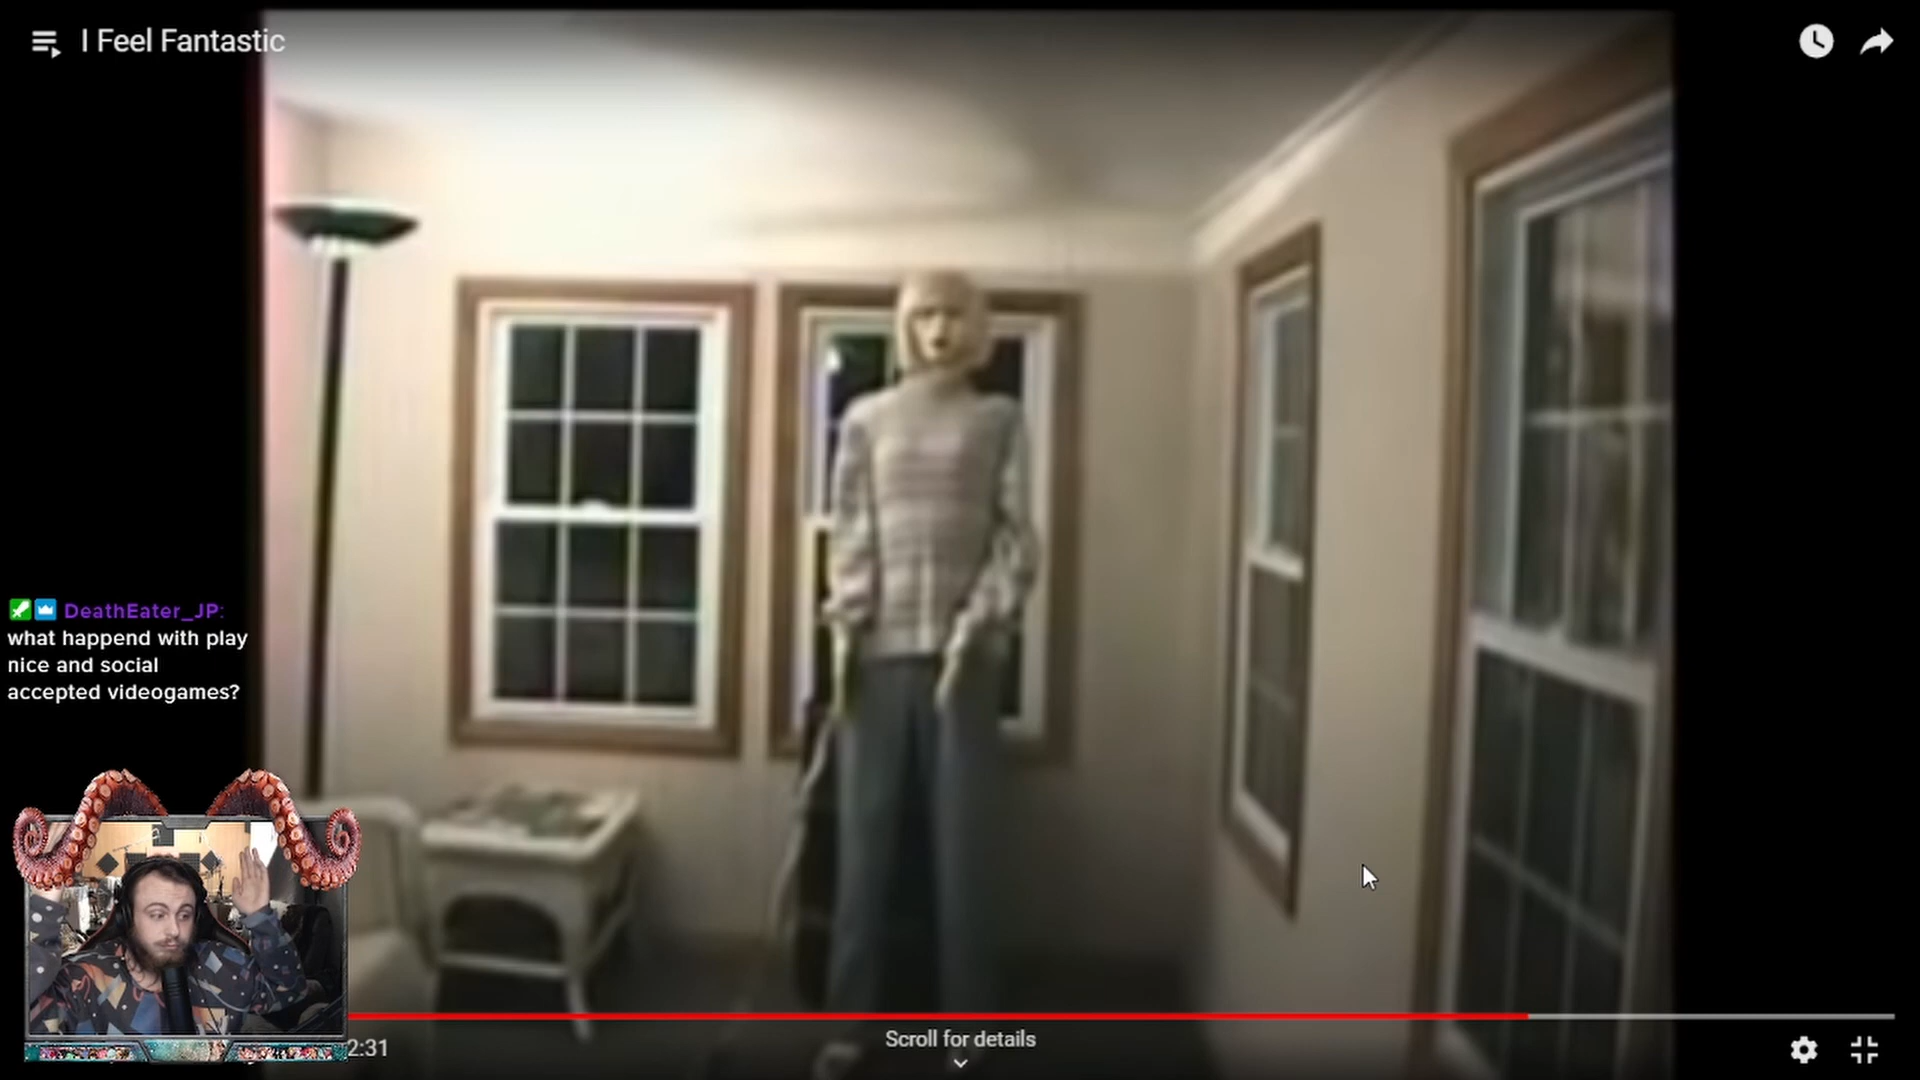 I Feel Fantastic
DeathEater_JP:
what happend with play
nice and social
accepted videogames?
2:31
Scroll for details